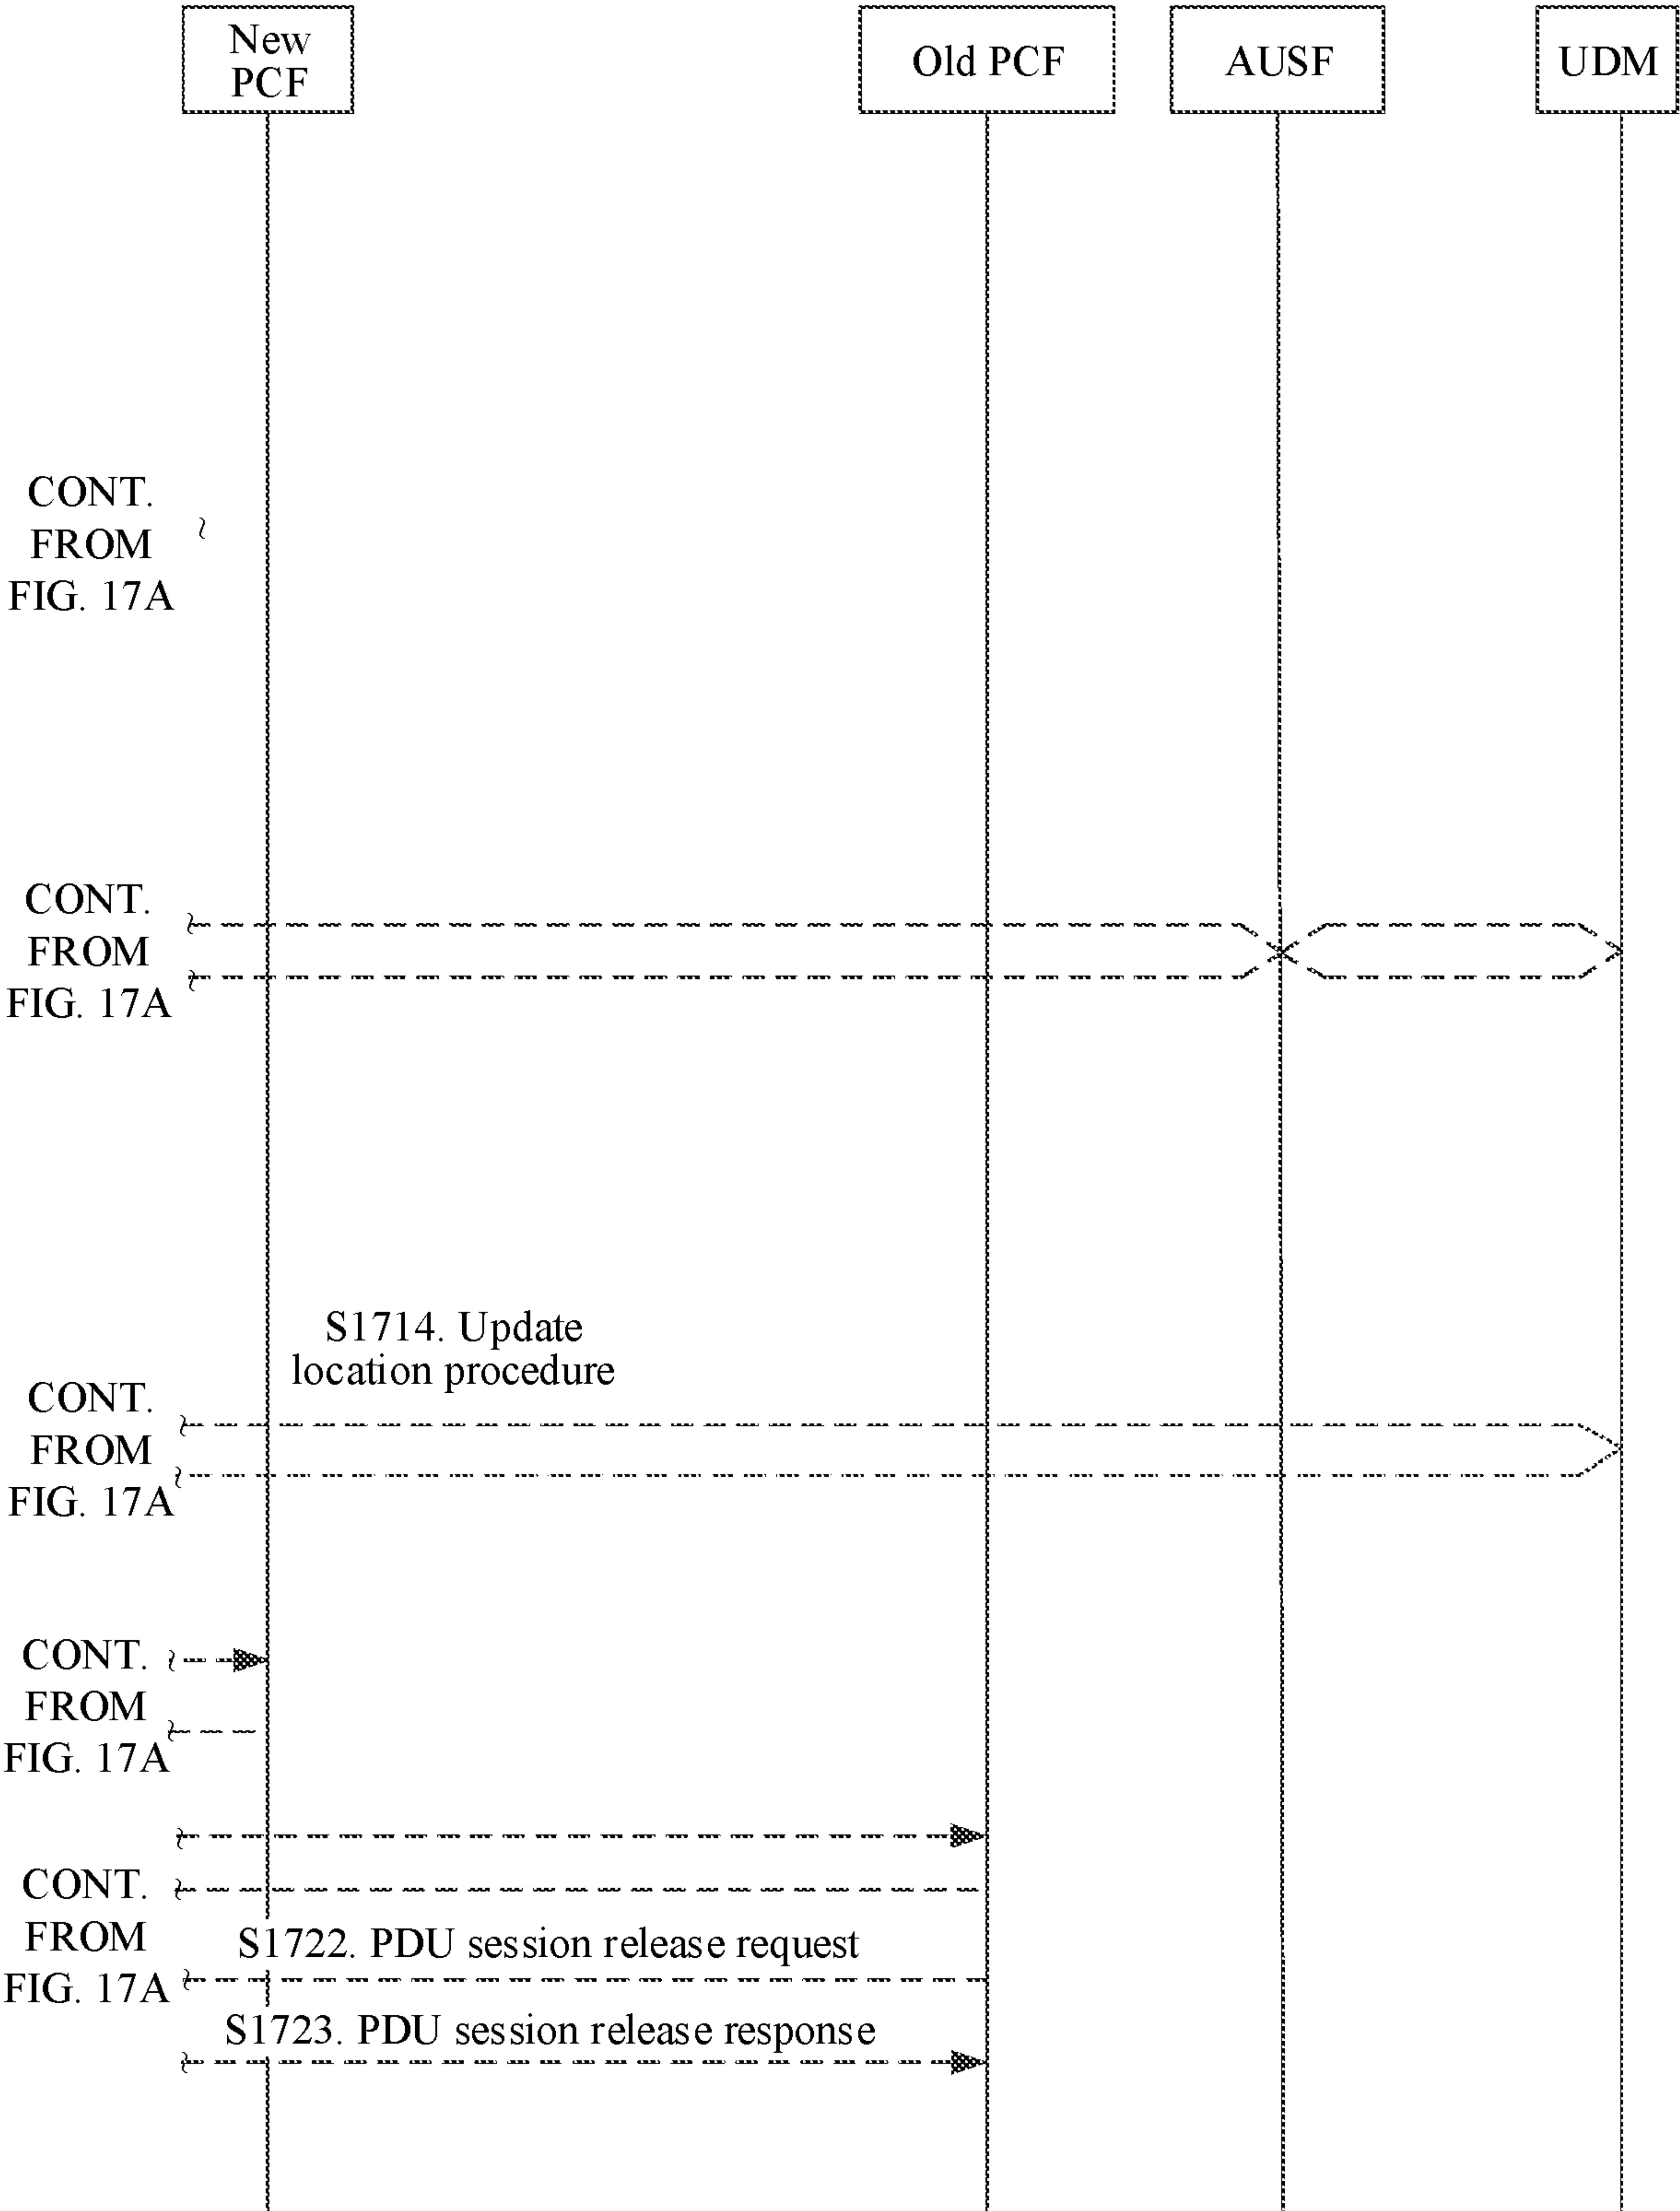 New
PCF
Old PCF
AUSF
UDM
CONT.
FROM
FIG. 17A
CONT.
FROM
FIG. 17A
S1714. Update
location procedure
CONT.
FROM
FIG. 17A
CONT.
FROM
FIG. 17A
CONT.
FROM
FIG. 17A
S1722. PDU session release request
S1723. PDU session release response